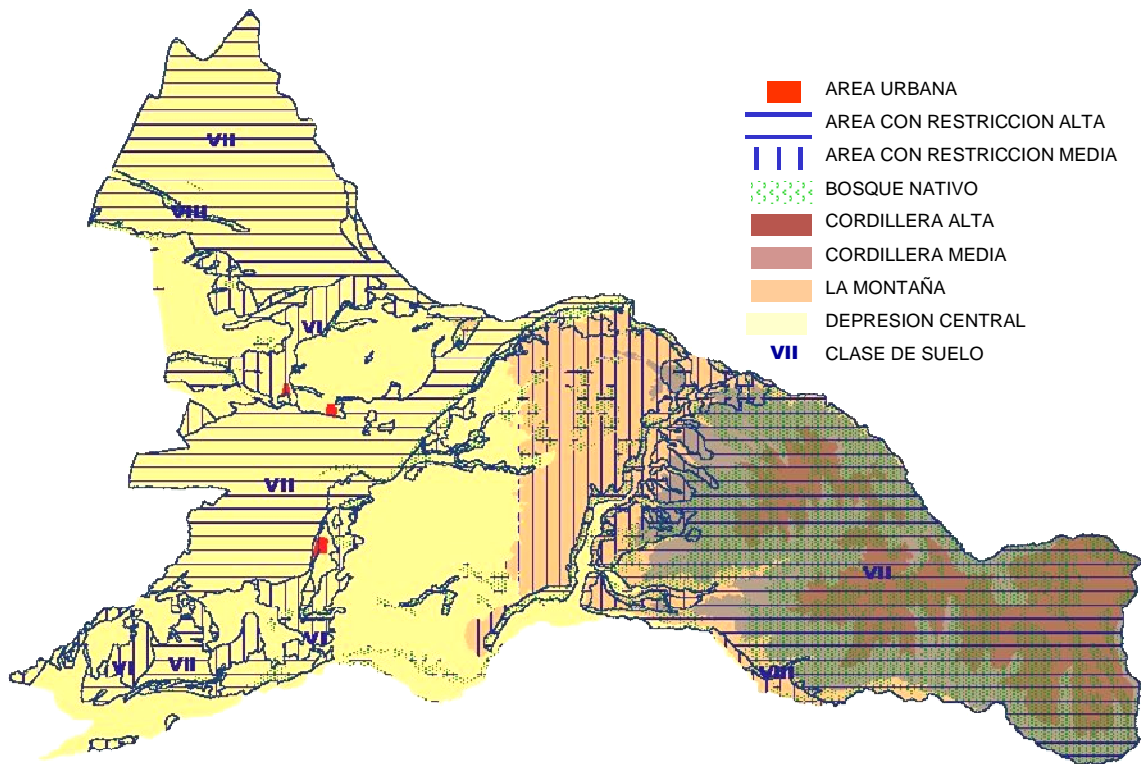 AREA URBANA
AREA CON RESTRICCION ALTA
AREA CON RESTRICCION MEDIA
BOSQUE NATIVO
CORDILLERA ALTA
CORDILLERA MEDIA
LA MONTAÑA
DEPRESION CENTRAL
VII CLASE DE SUELO
VII
VIII
VI
VII
VII
VI
VI
VII
VIII